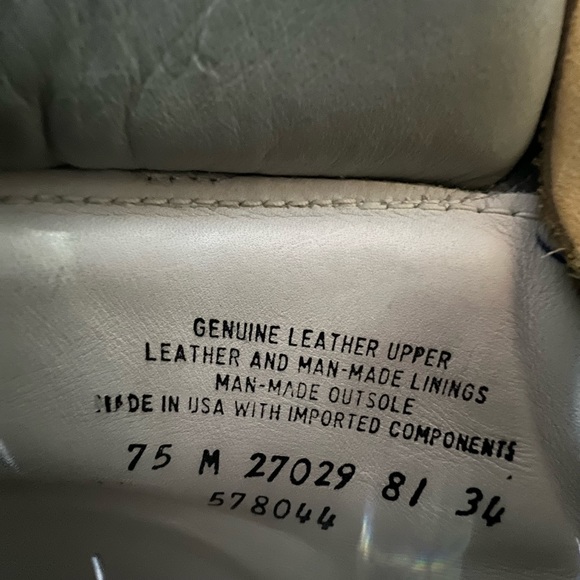 GENUINE LEATHER UPPER
LEATHER AND MAN-MADE LININGS
MAN-MADE OUTSOLE
MADE IN USA WITH IMPORTED COMPONENTS
75 M 27029 81 34
578044